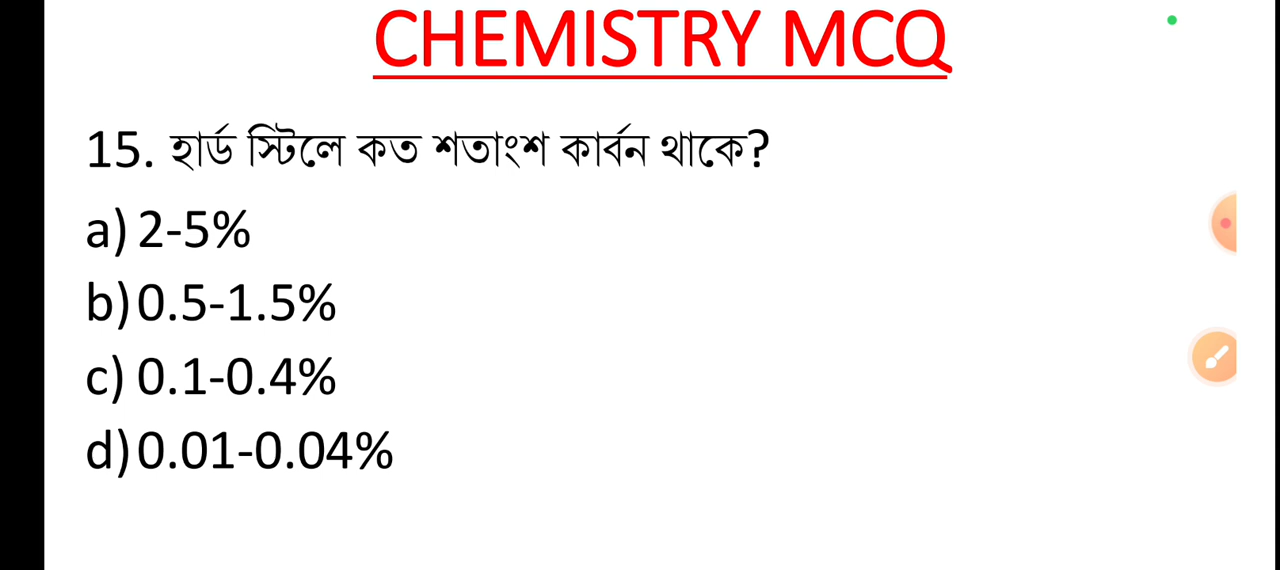 CHEMISTRY MCQ
15. হার্ড স্টিলে কত শতাংশ কার্বন থাকে?
a) 2-5%
b) 0.5-1.5%
c) 0.1-0.4%
d) 0.01-0.04%